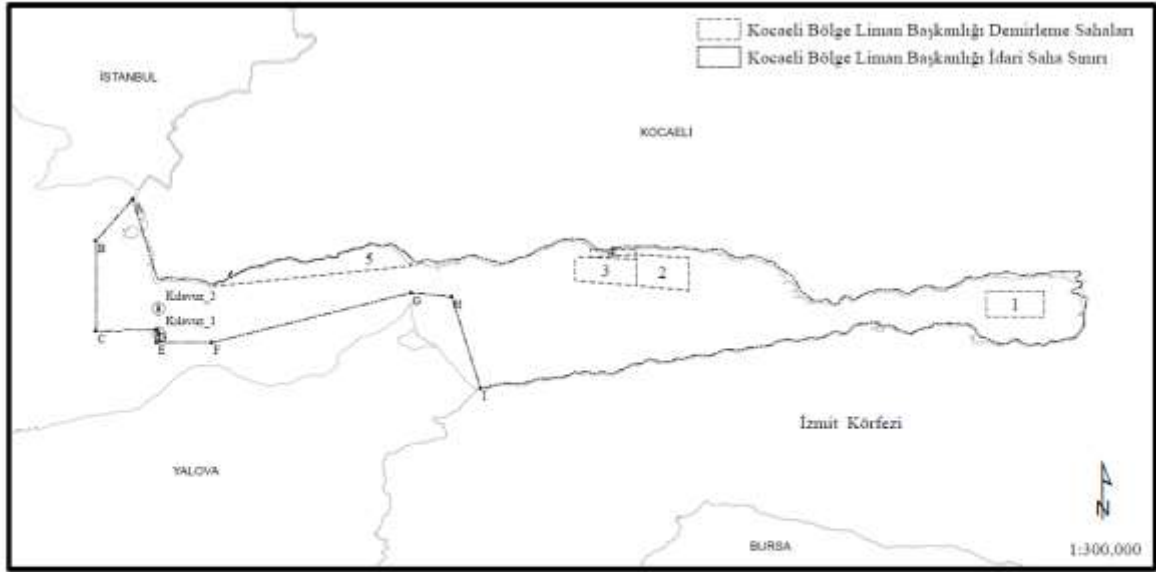 Kocaeli Bölge Liman Başkanlığı Demirleme Sahaları
Kocaeli Bölge Liman Başkanlığı İdari Saha Sınırı
İSTANBUL
KOCAELİ
B
5
3
2
Kılavuz_2
1
G
H
Kılavuz_1
C
E
F
I
İzmit Körfezi
YALOVA
N
BURSA
1:300,000